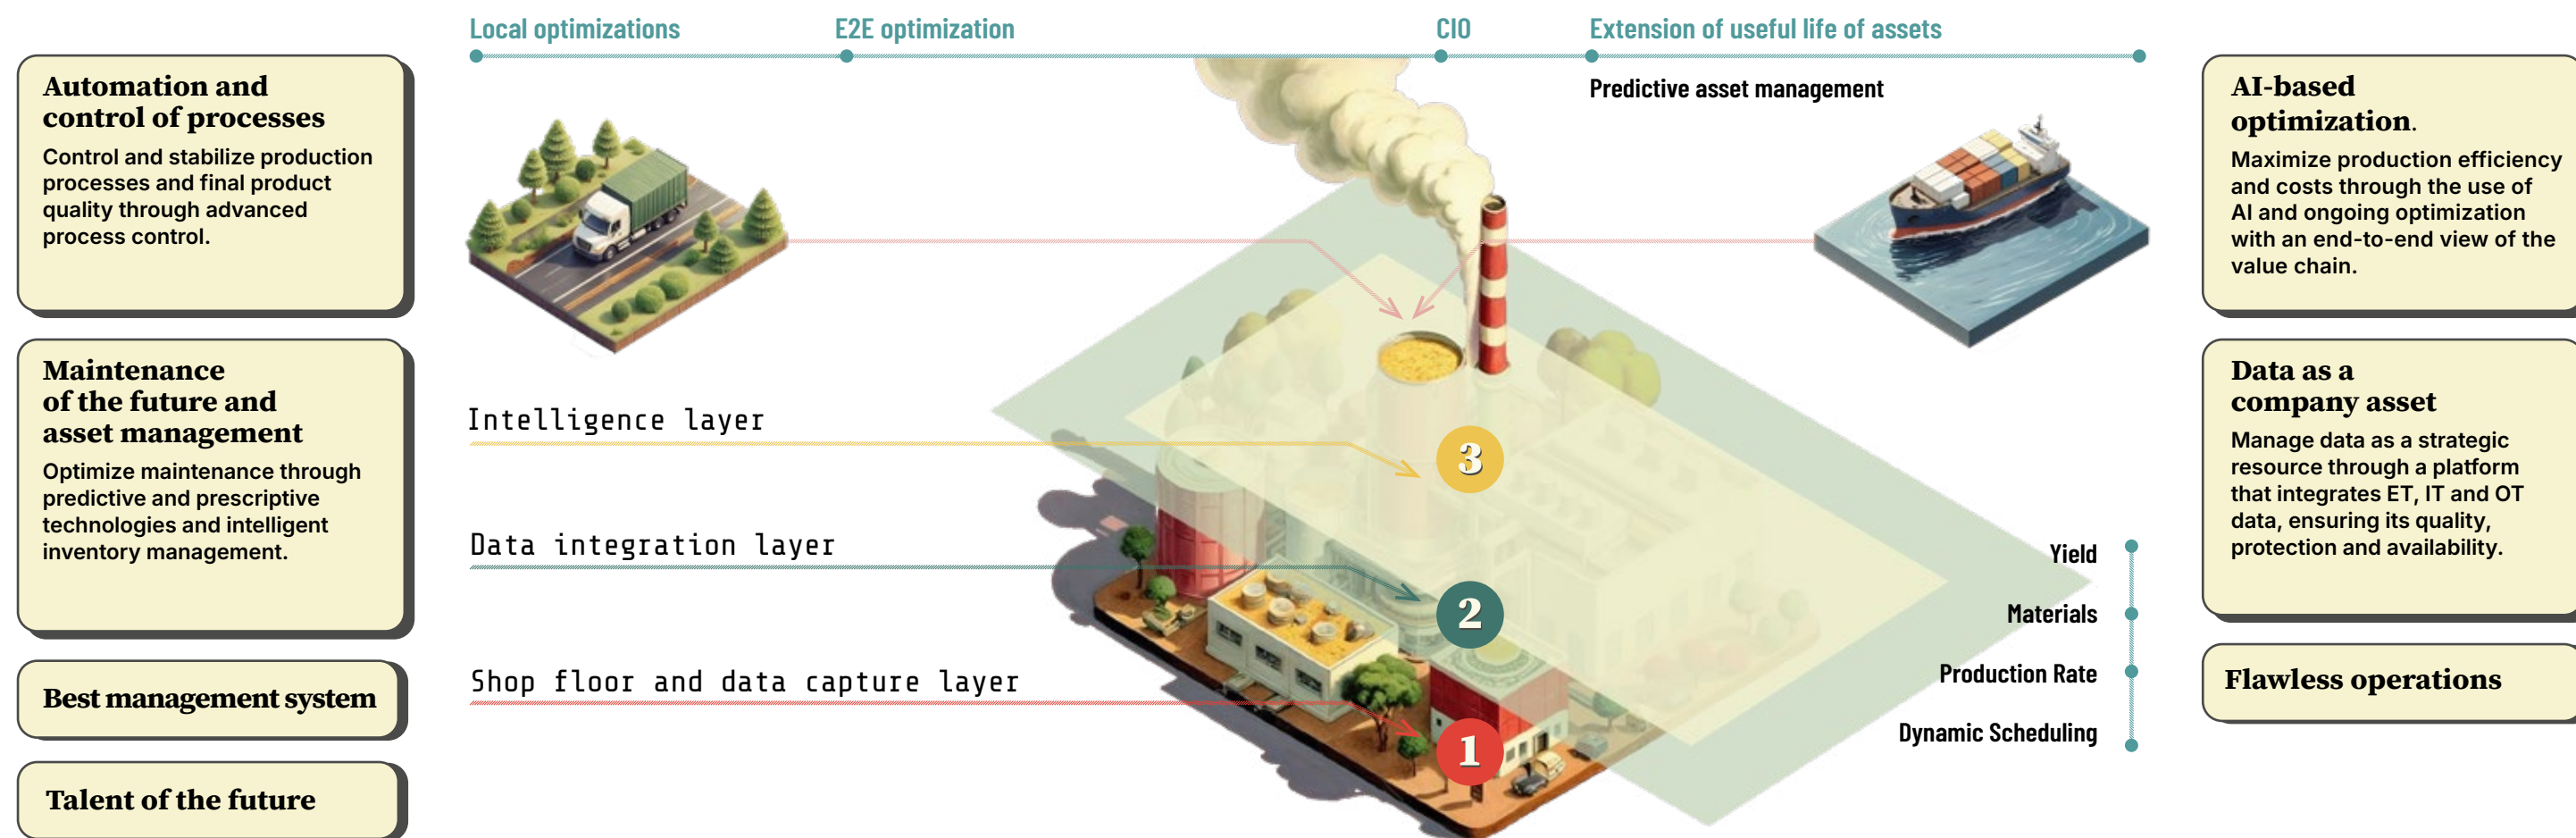 Local optimizations
E2E optimization
CIO
Extension of useful life of assets
Predictive asset management
Automation and
control of processes
Control and stabilize production
processes and final product
quality through advanced
process control.
Maintenance
of the future and
asset management
Optimize maintenance through
predictive and prescriptive
technologies and intelligent
inventory management.
Best management system
Talent of the future
Intelligence layer
3
Data integration layer
2
Shop floor and data capture layer
1
Yield
Materials
Production Rate
Dynamic Scheduling
AI-based
optimization.
Maximize production efficiency
and costs through the use of
AI and ongoing optimization
with an end-to-end view of the
value chain.
Data as a
company asset
Manage data as a strategic
resource through a platform
that integrates ET, IT and OT
data, ensuring its quality,
protection and availability.
Flawless operations